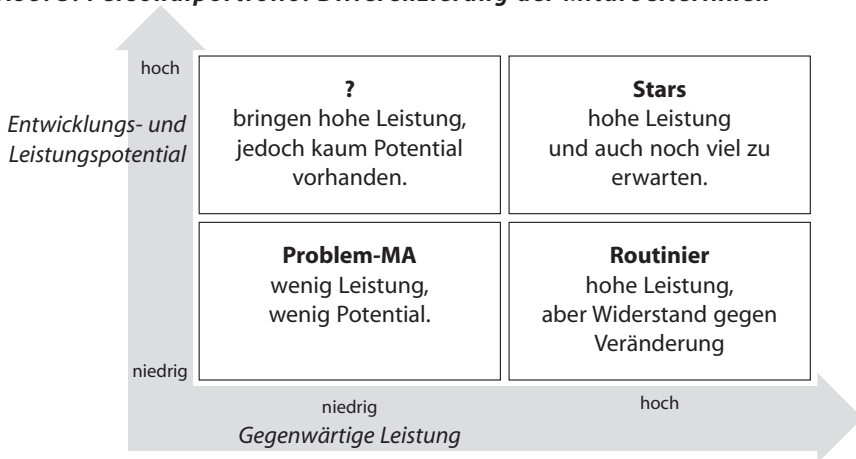 hoch
Entwicklungs- und
Leistungspotential
?
bringen hohe Leistung,
jedoch kaum Potential
vorhanden.
Stars
hohe Leistung
und auch noch viel zu
erwarten.
Problem-MA
wenig Leistung,
wenig Potential.
Routinier
hohe Leistung,
aber Widerstand gegen
Veränderung
niedrig
niedrig
hoch
Gegenwärtige Leistung